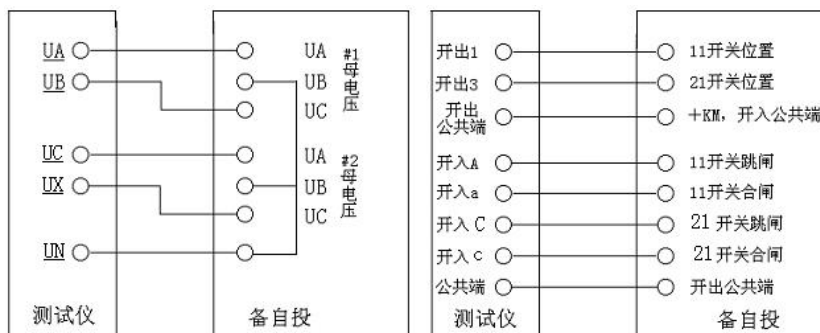 UA UA
UB UB
UC
#1母电压
UC UA
UX UB
UC
#2母电压
UN
测试仪 备自投
开出1 11开关位置
开出3 21开关位置
开出公共端 +KM，开入公共端
开入A 11开关跳闸
开入a 11开关合闸
开入C 21开关跳闸
开入c 21开关合闸
公共端 开出公共端
测试仪 备自投